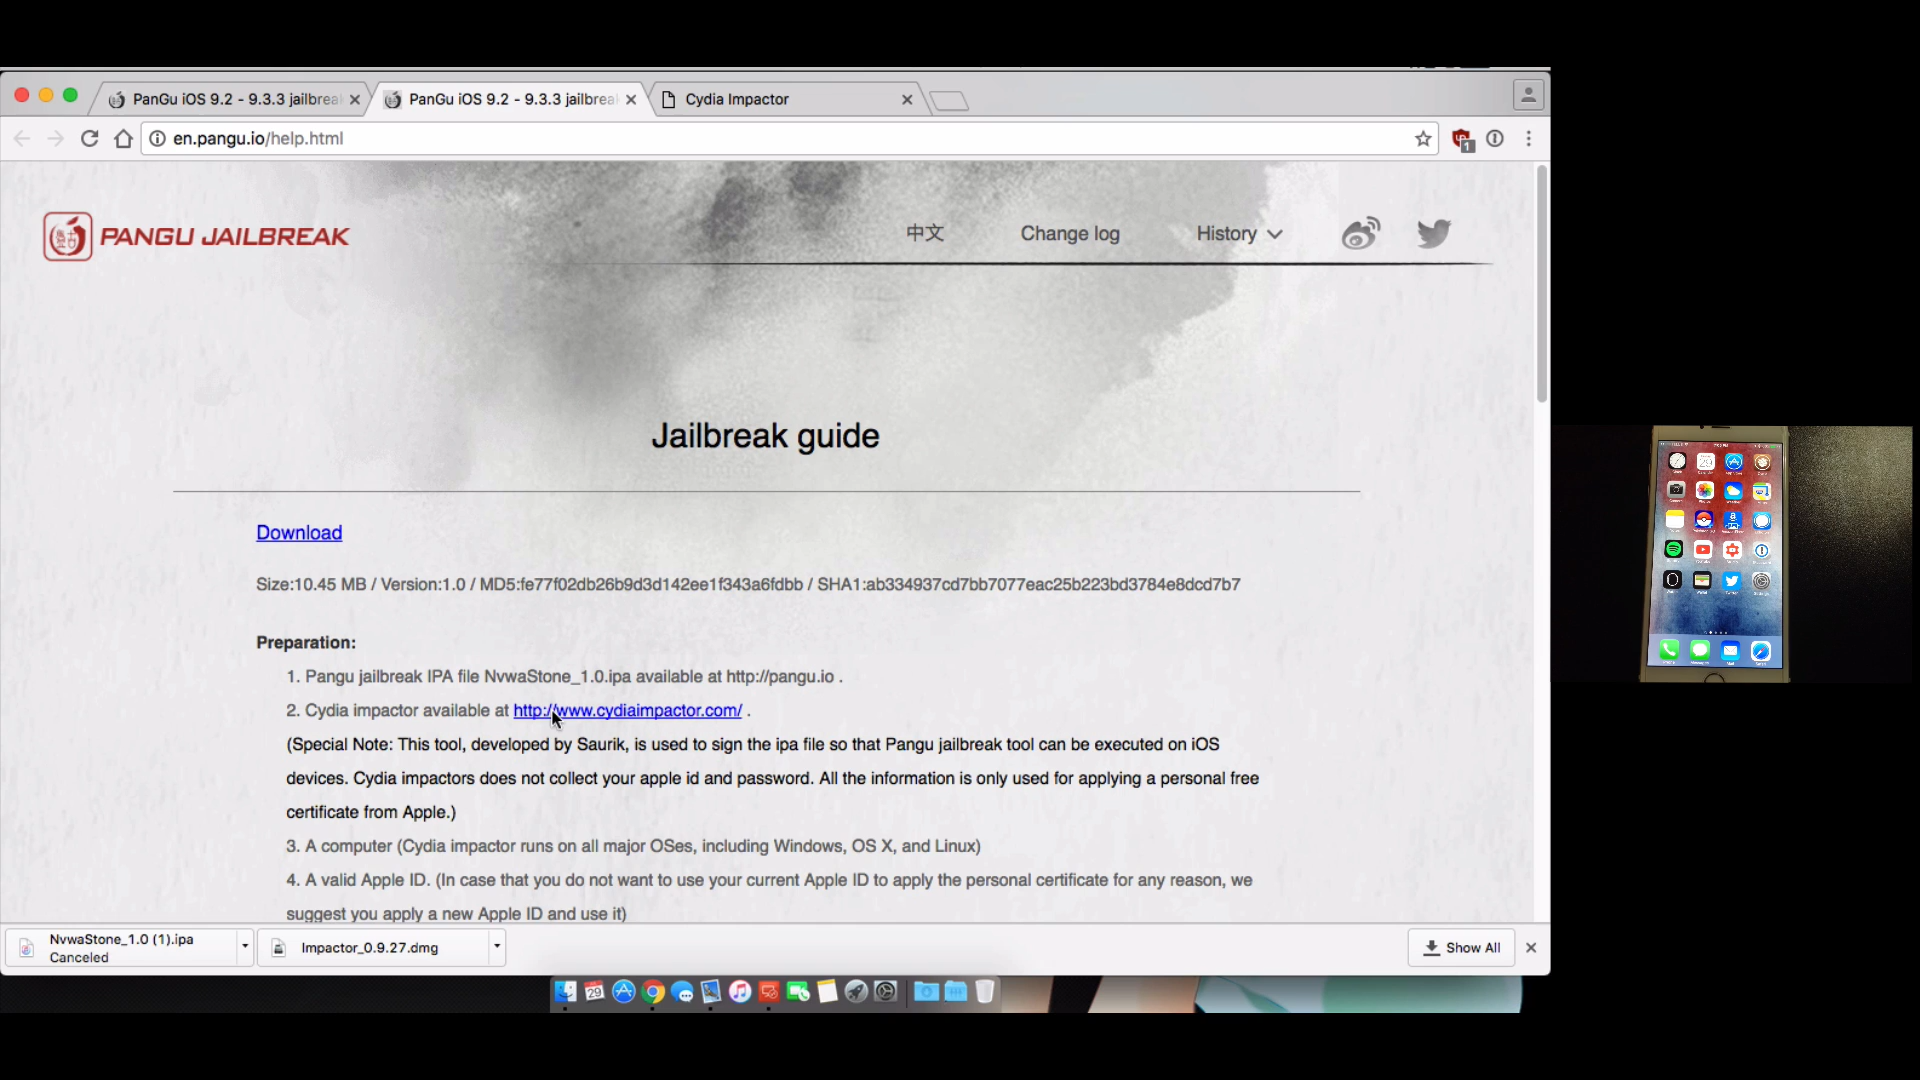 PanGu iOS 9.2 - 9.3.3 jailbrea
PanGu iOS 9.2 - 9.3.3 jailbrea
Cydia Impactor
en.pangu.io/help.html
1
PANGU JAILBREAK
中文
Change log
History
Jailbreak guide
Download
Size:10.45 MB / Version:1.0 / MD5:fe77f02db26b9d3d142ee1f343a6fdbb / SHA1:ab334937cd7bb7077eac25b223bd3784e8dcd7b7
Preparation:
1. Pangu jailbreak IPA file NvwaStone_1.0.ipa available at http://pangu.io .
2. Cydia impactor available at http://www.cydiaimpactor.com/ .
(Special Note: This tool, developed by Saurik, is used to sign the ipa file so that Pangu jailbreak tool can be executed on iOS
devices. Cydia impactors does not collect your apple id and password. All the information is only used for applying a personal free
certificate from Apple.)
3. A computer (Cydia impactor runs on all major OSes, including Windows, OS X, and Linux)
4. A valid Apple ID. (In case that you do not want to use your current Apple ID to apply the personal certificate for any reason, we
suggest you apply a new Apple ID and use it)
NvwaStone_1.0 (1).ipa
Canceled
Impactor_0.9.27.dmg
Show All
29
29